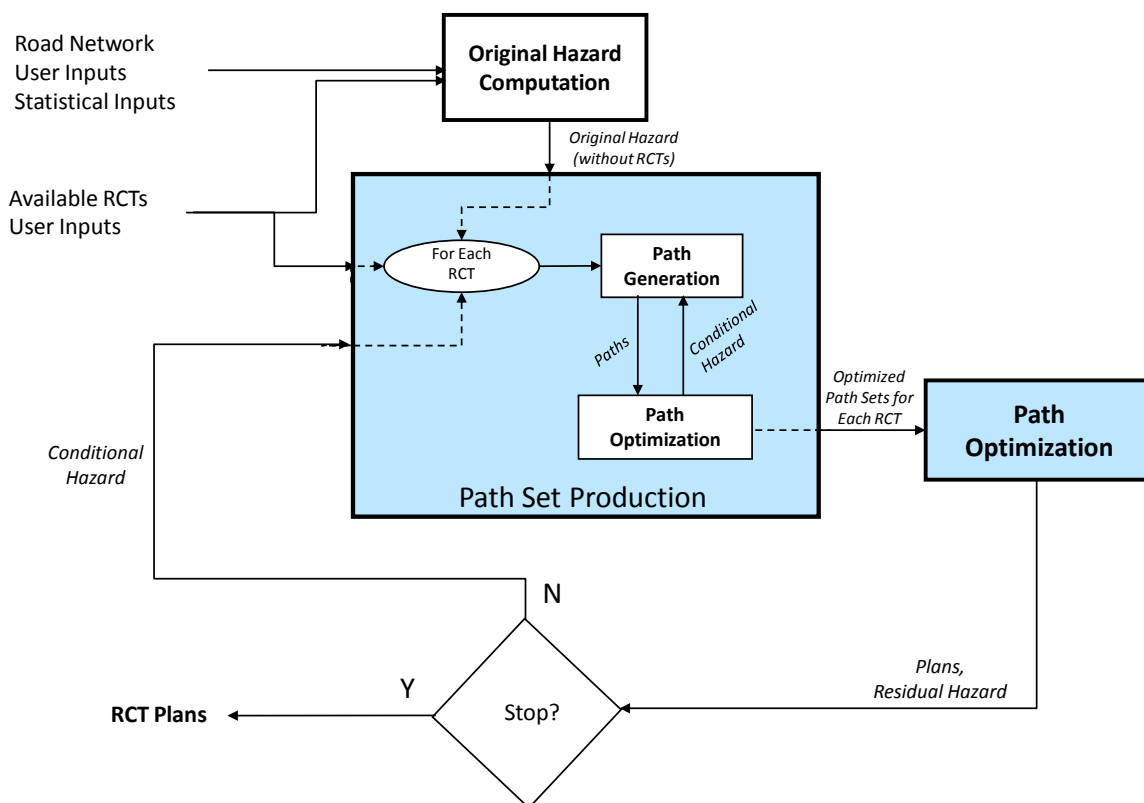 Road Network
User Inputs
Statistical Inputs
Original Hazard
Computation
Original Hazard
(without RCTs)
Available RCTs
User Inputs
For Each
RCT
Path
Generation
Paths
Conditional
Hazard
Path
Optimization
Optimized
Path Sets for
Each RCT
Path
Optimization
Path Set Production
Conditional
Hazard
N
Y
Stop?
Plans,
Residual Hazard
RCT Plans